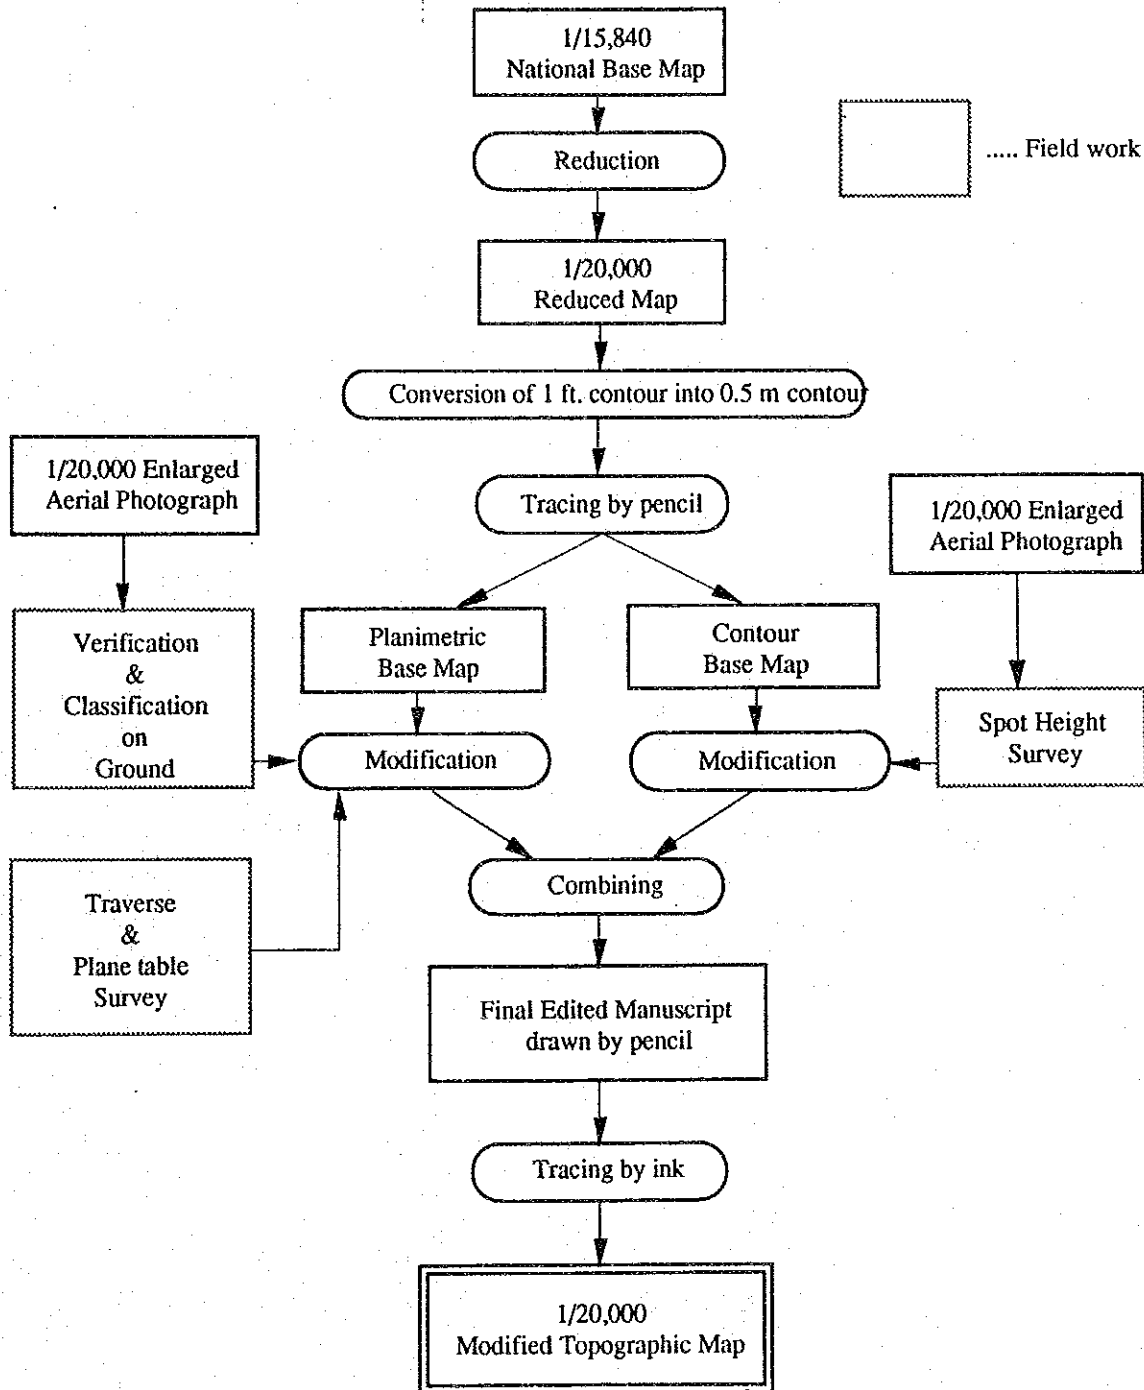 1/15,840
National Base Map
Reduction
..... Field work
1/20,000
Reduced Map
Conversion of 1 ft. contour into 0.5 m contour
1/20,000 Enlarged
Aerial Photograph
Tracing by pencil
1/20,000 Enlarged
Aerial Photograph
Verification
&
Classification
on
Ground
Planimetric
Base Map
Contour
Base Map
Spot Height
Survey
Modification
Modification
Traverse
&
Plane table
Survey
Combining
Final Edited Manuscript
drawn by pencil
Tracing by ink
1/20,000
Modified Topographic Map